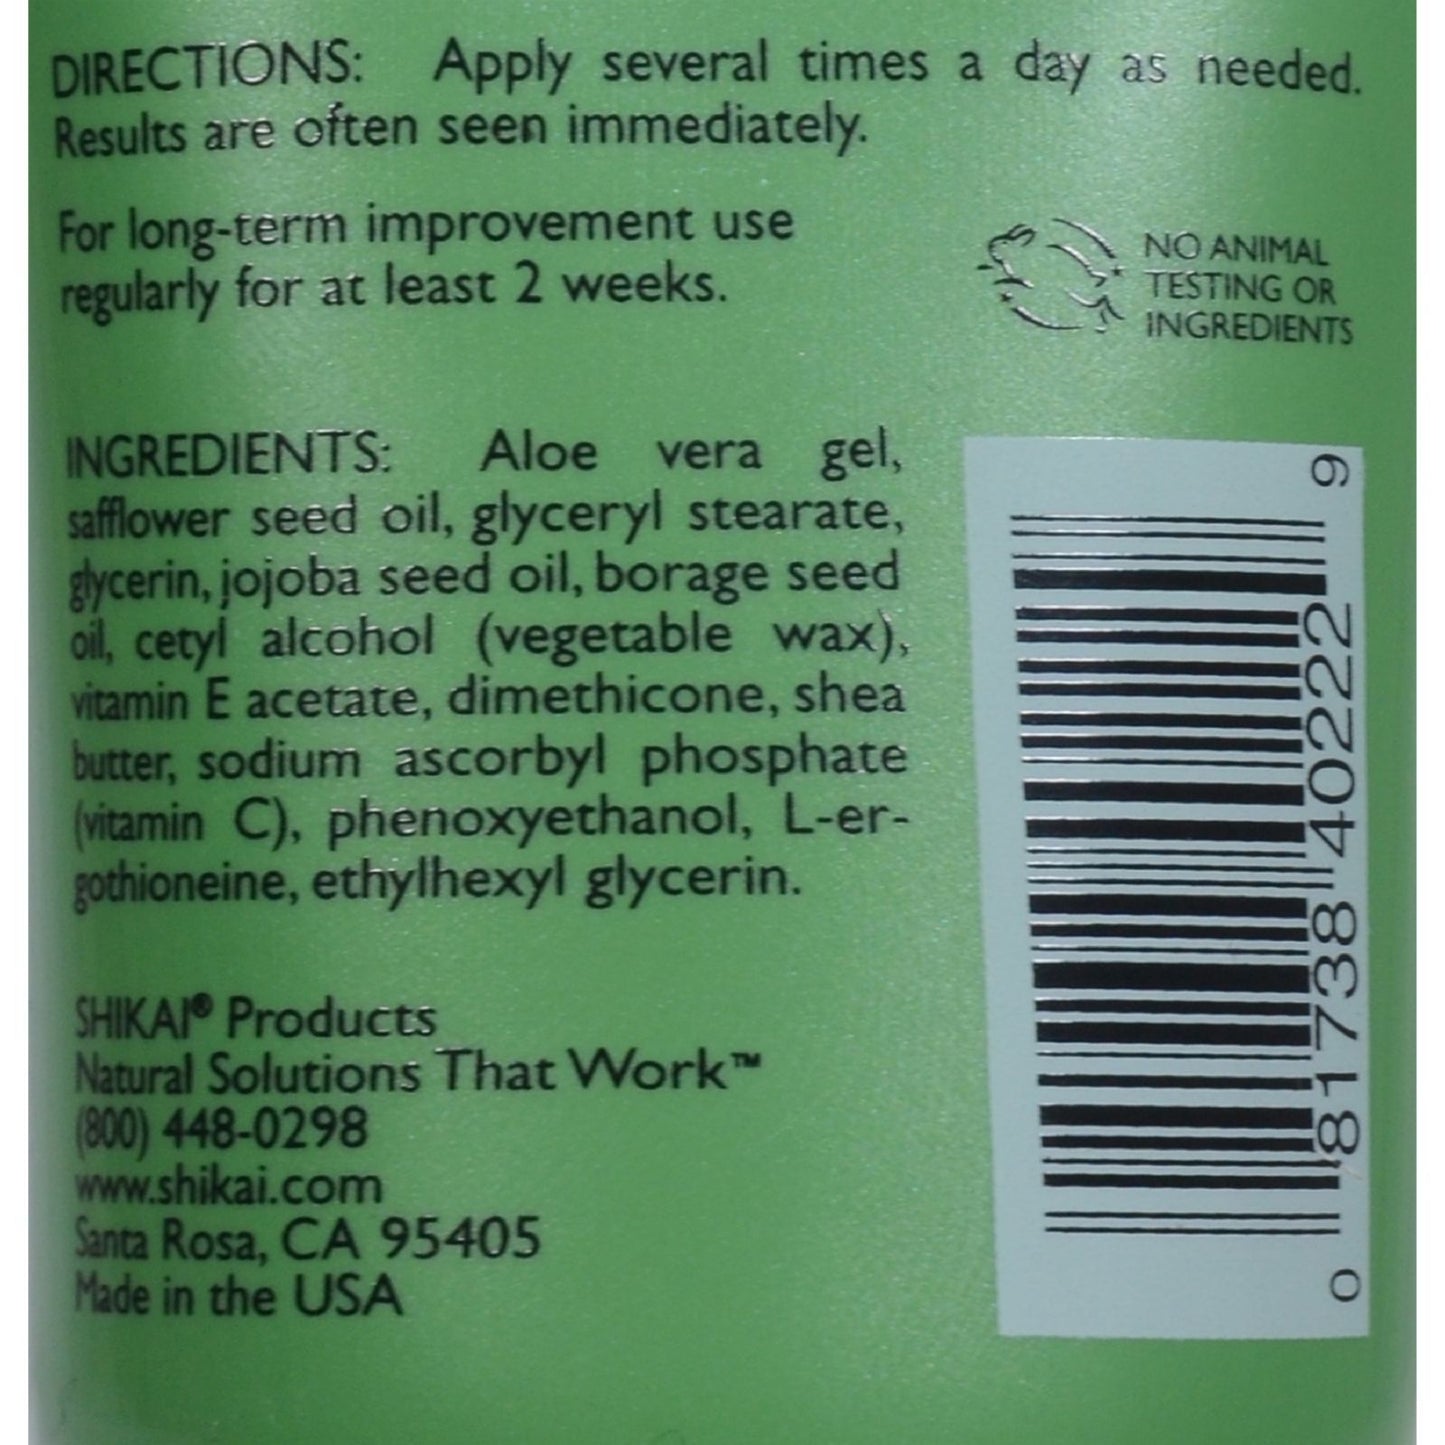 DIRECTIONS: Apply several times a day as needed.
Results are often seen immediately.
For long-term improvement use
regularly for at least 2 weeks.
NO ANIMAL
TESTING OR
INGREDIENTS
INGREDIENTS: Aloe vera gel,
safflower seed oil, glyceryl stearate,
glycerin, jojoba seed oil, borage seed
oil, cetyl alcohol (vegetable wax),
vitamin E acetate, dimethicone, shea
butter, sodium ascorbyl phosphate
(vitamin C), phenoxyethanol, L-er-
gothioneine, ethylhexyl glycerin.
SHIKAI® Products
Natural Solutions That Work™
(800) 448-0298
www.shikai.com
Santa Rosa, CA 95405
Made in the USA
0 81738 40222 9